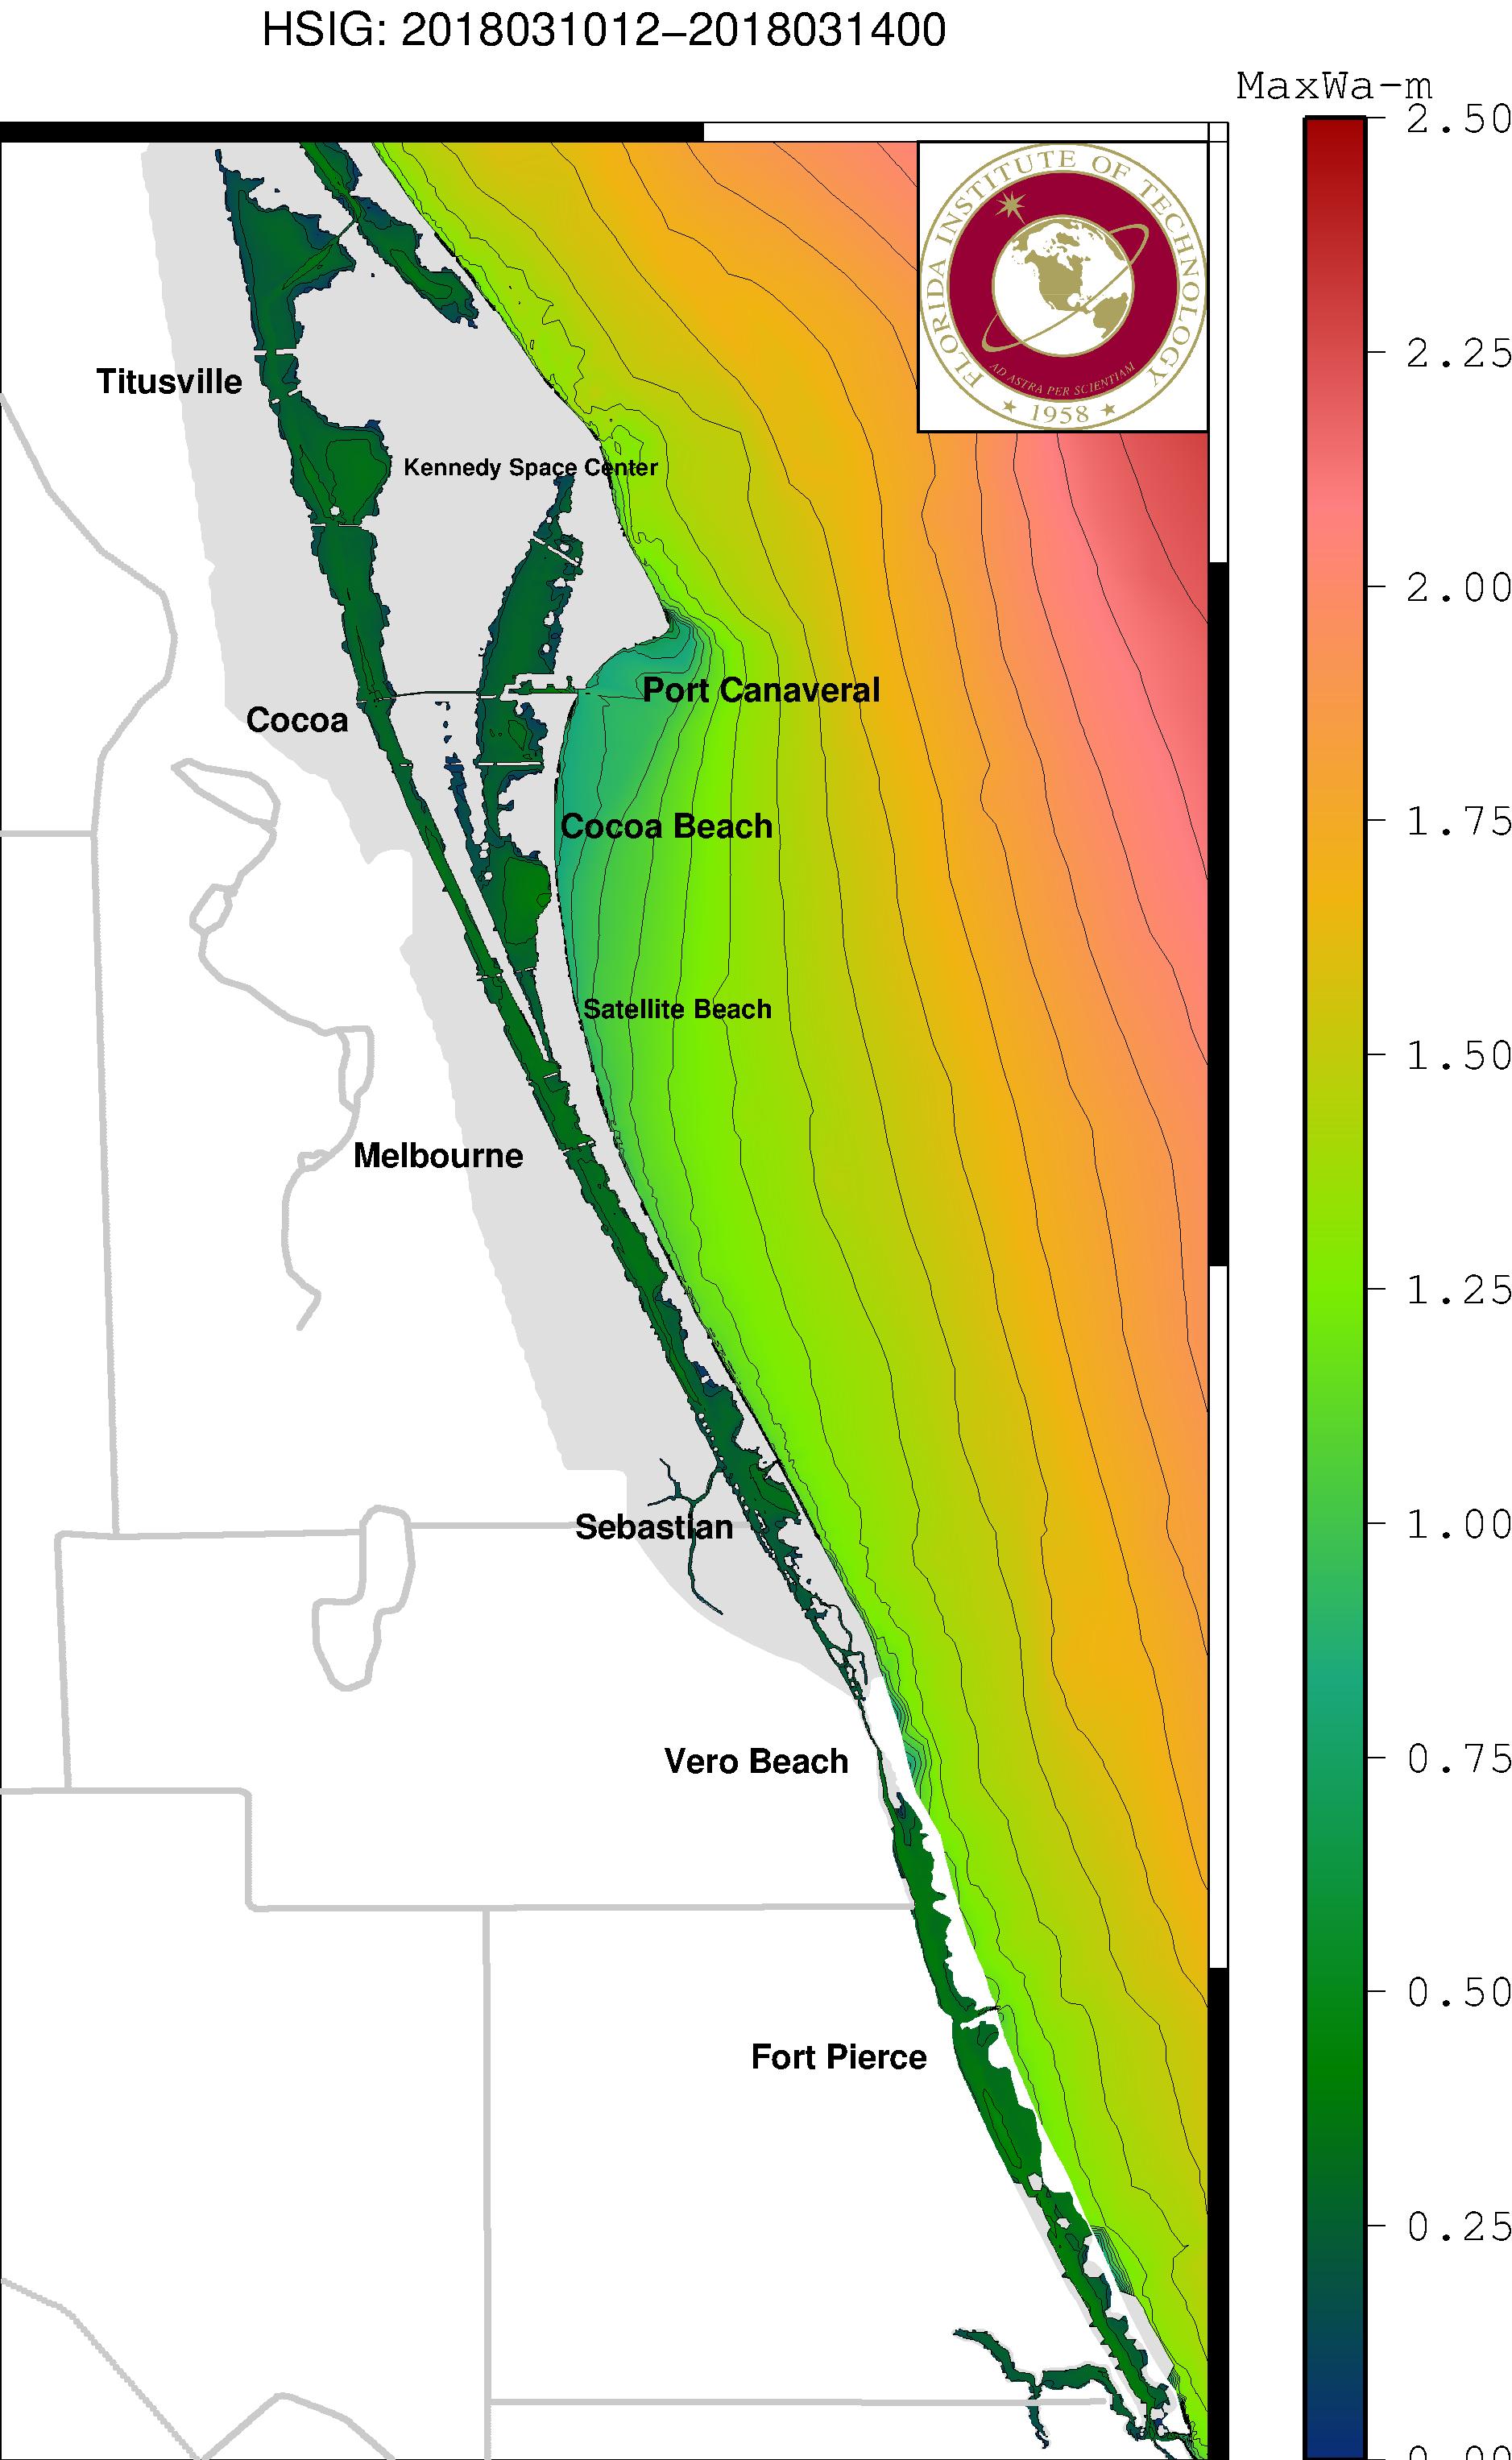 HSIG: 2018031012–2018031400
MaxWa-m
2.50
2.25
2.00
1.75
1.50
1.25
1.00
0.75
0.50
0.25
0.00
FLORIDA INSTITUTE OF TECHNOLOGY
AD ASTRA PER SCIENTIAM
★ 1958 ★
Titusville
Kennedy Space Center
Port Canaveral
Cocoa
Cocoa Beach
Satellite Beach
Melbourne
Sebastian
Vero Beach
Fort Pierce